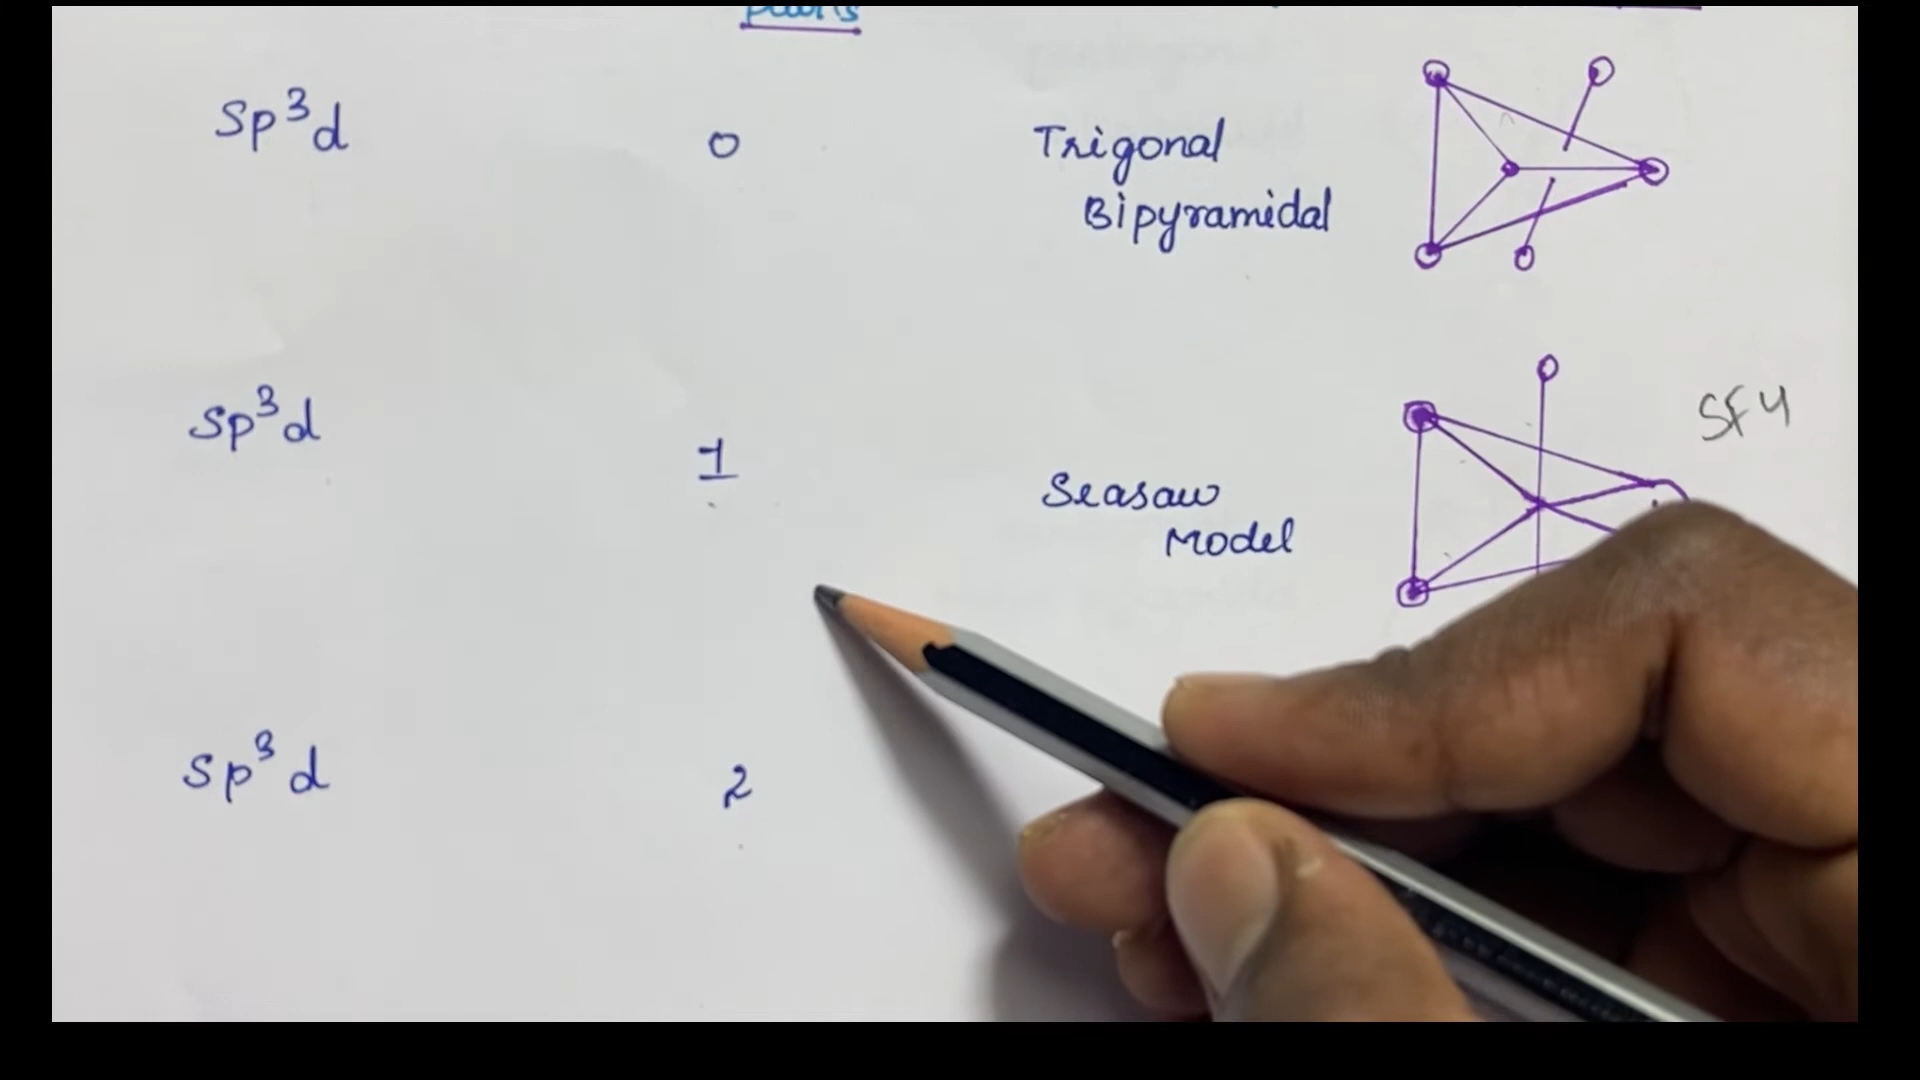 Sp³d 0 Trigonal
Bipyramidal
Sp³d 1 Seasaw
Model
SF4
Sp³d 2